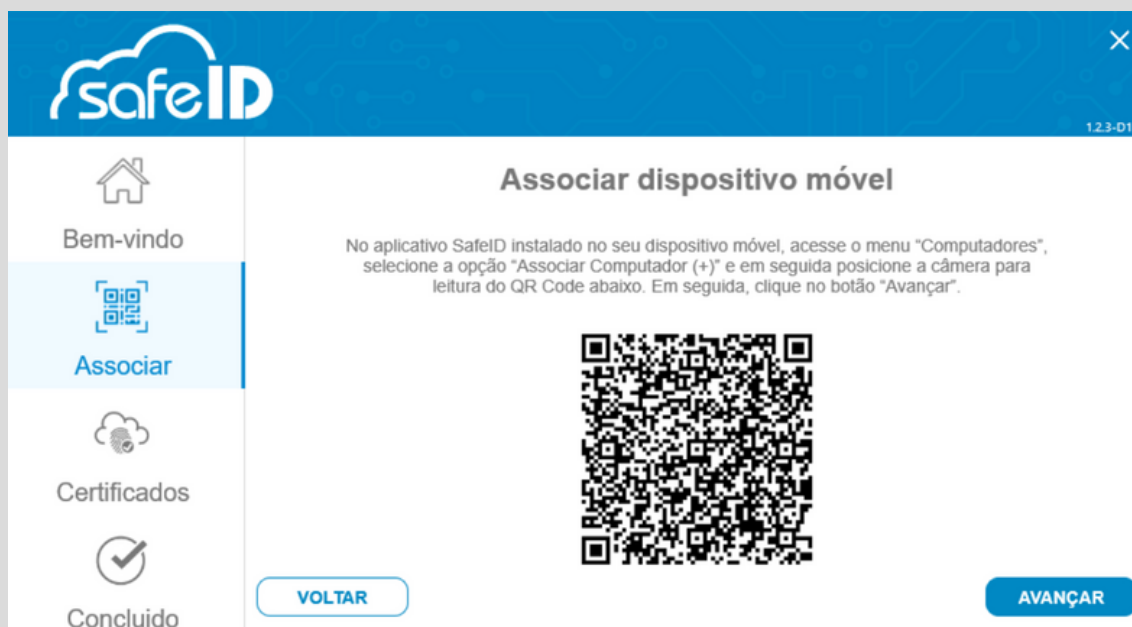 safeID
1.2.3-D1
Bem-vindo
Associar
Certificados
Concluido
Associar dispositivo móvel
No aplicativo SafeID instalado no seu dispositivo móvel, acesse o menu “Computadores”,
selecione a opção “Associar Computador (+)” e em seguida posicione a câmera para
leitura do QR Code abaixo. Em seguida, clique no botão “Avançar”.
VOLTAR
AVANÇAR